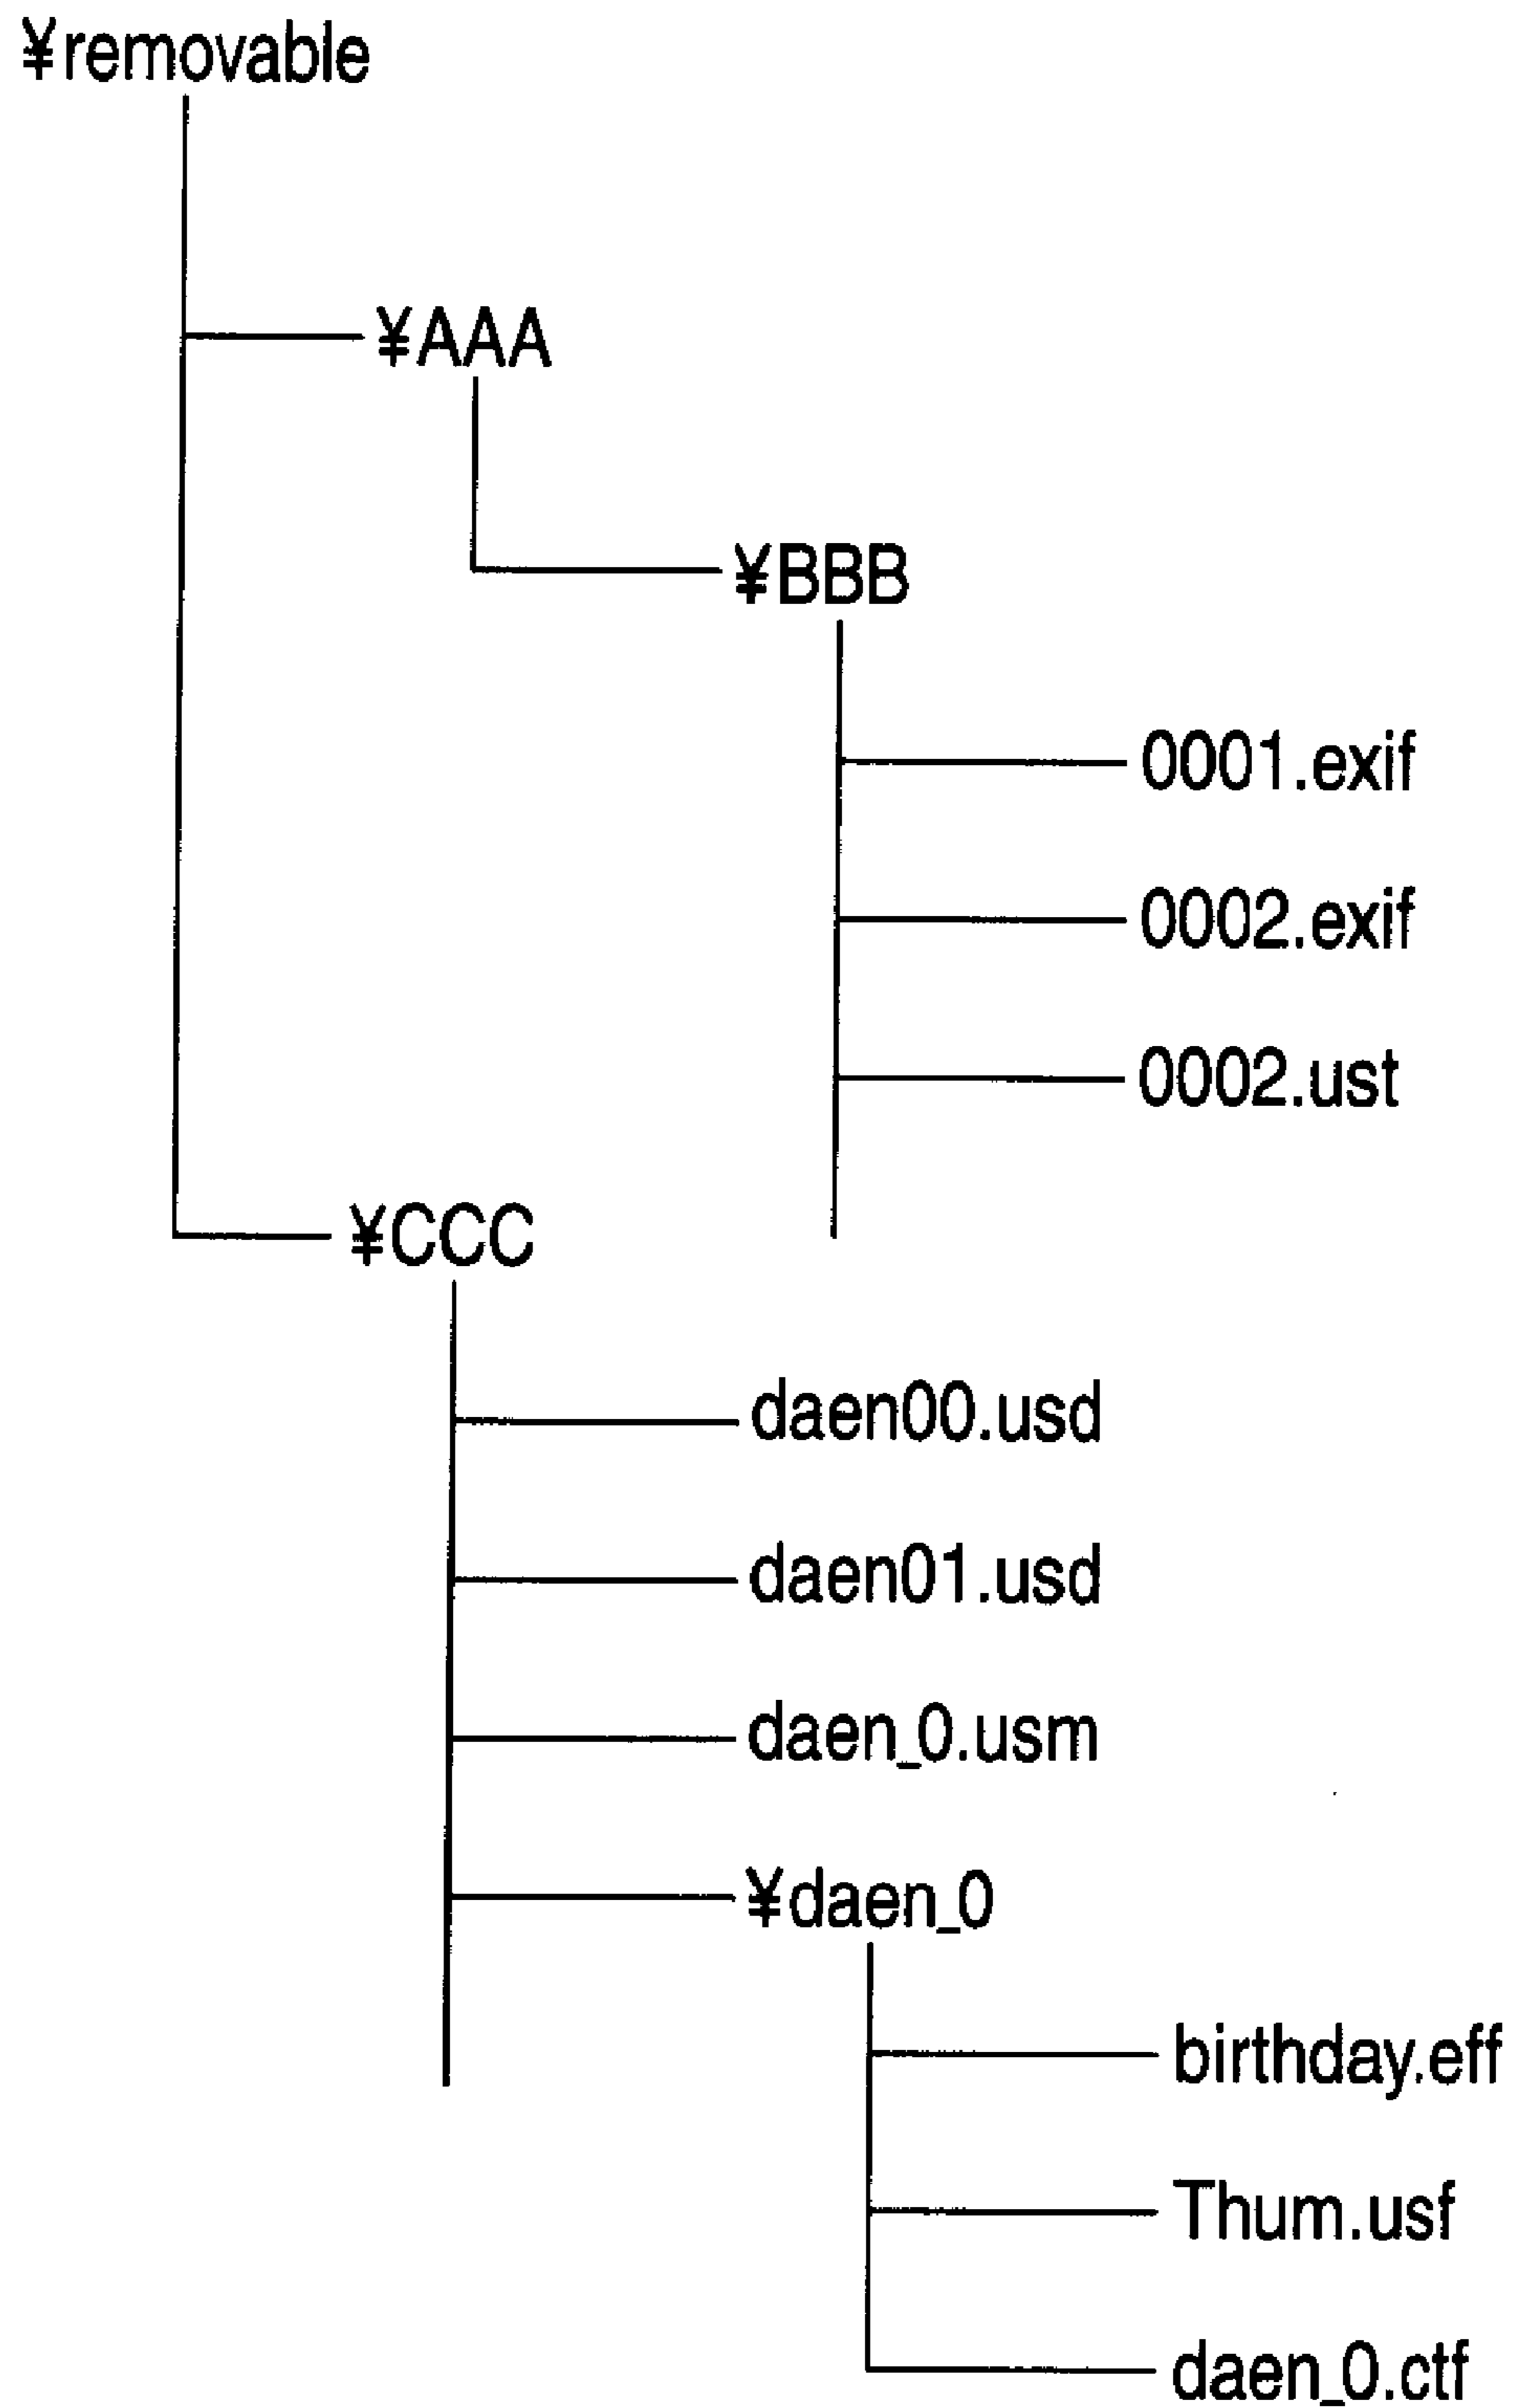 ¥removable
¥AAA
¥BBB
0001.exif
0002.exif
0002.ust
¥CCC
daen00.usd
daen01.usd
daen_0.usm
¥daen_0
birthday.eff
Thum.usf
daen_0.ctf